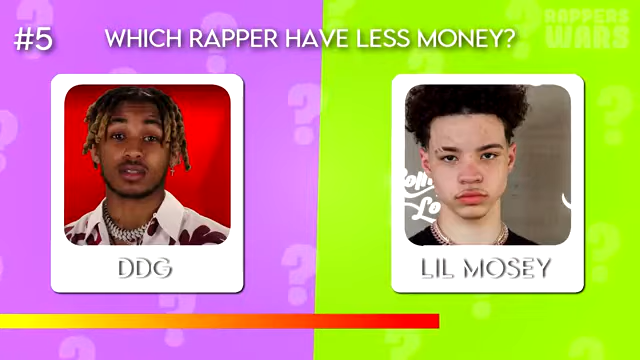 #5
WHICH RAPPER HAVE LESS MONEY?
RAPPERS
WARS
DDG
LIL MOSEY